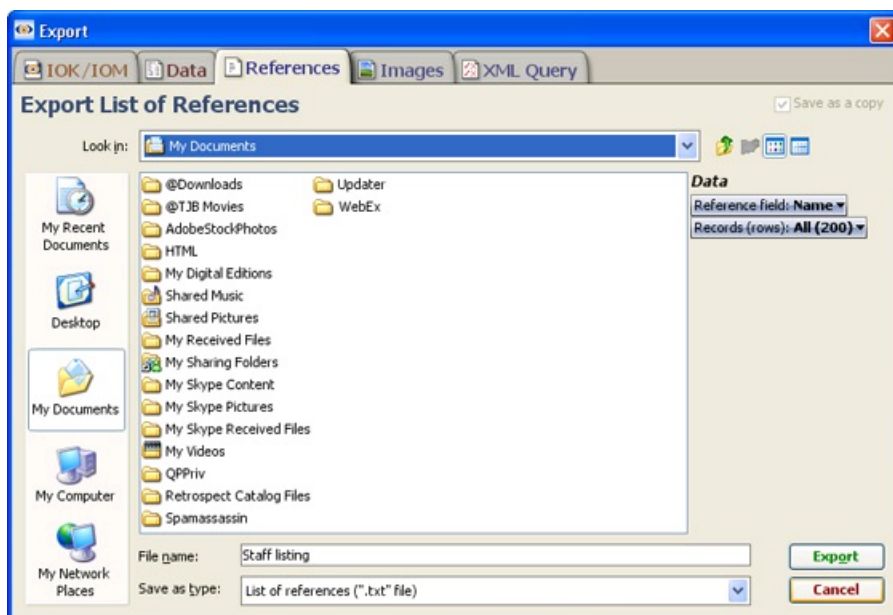 Export
IOK/IOM Data References Images XML Query
Export List of References
Save as a copy
Look in: My Documents
My Recent Documents
Desktop
My Documents
My Computer
My Network Places
@Downloads
@TJB Movies
AdobeStockPhotos
HTML
My Digital Editions
Shared Music
Shared Pictures
My Received Files
My Sharing Folders
My Skype Content
My Skype Pictures
My Skype Received Files
My Videos
QPPriv
Retrospect Catalog Files
Spamassassin
Updater
WebEx
Data
Reference field: Name
Records (rows): All (200)
File name: Staff listing
Export
Save as type: List of references (".txt" file)
Cancel